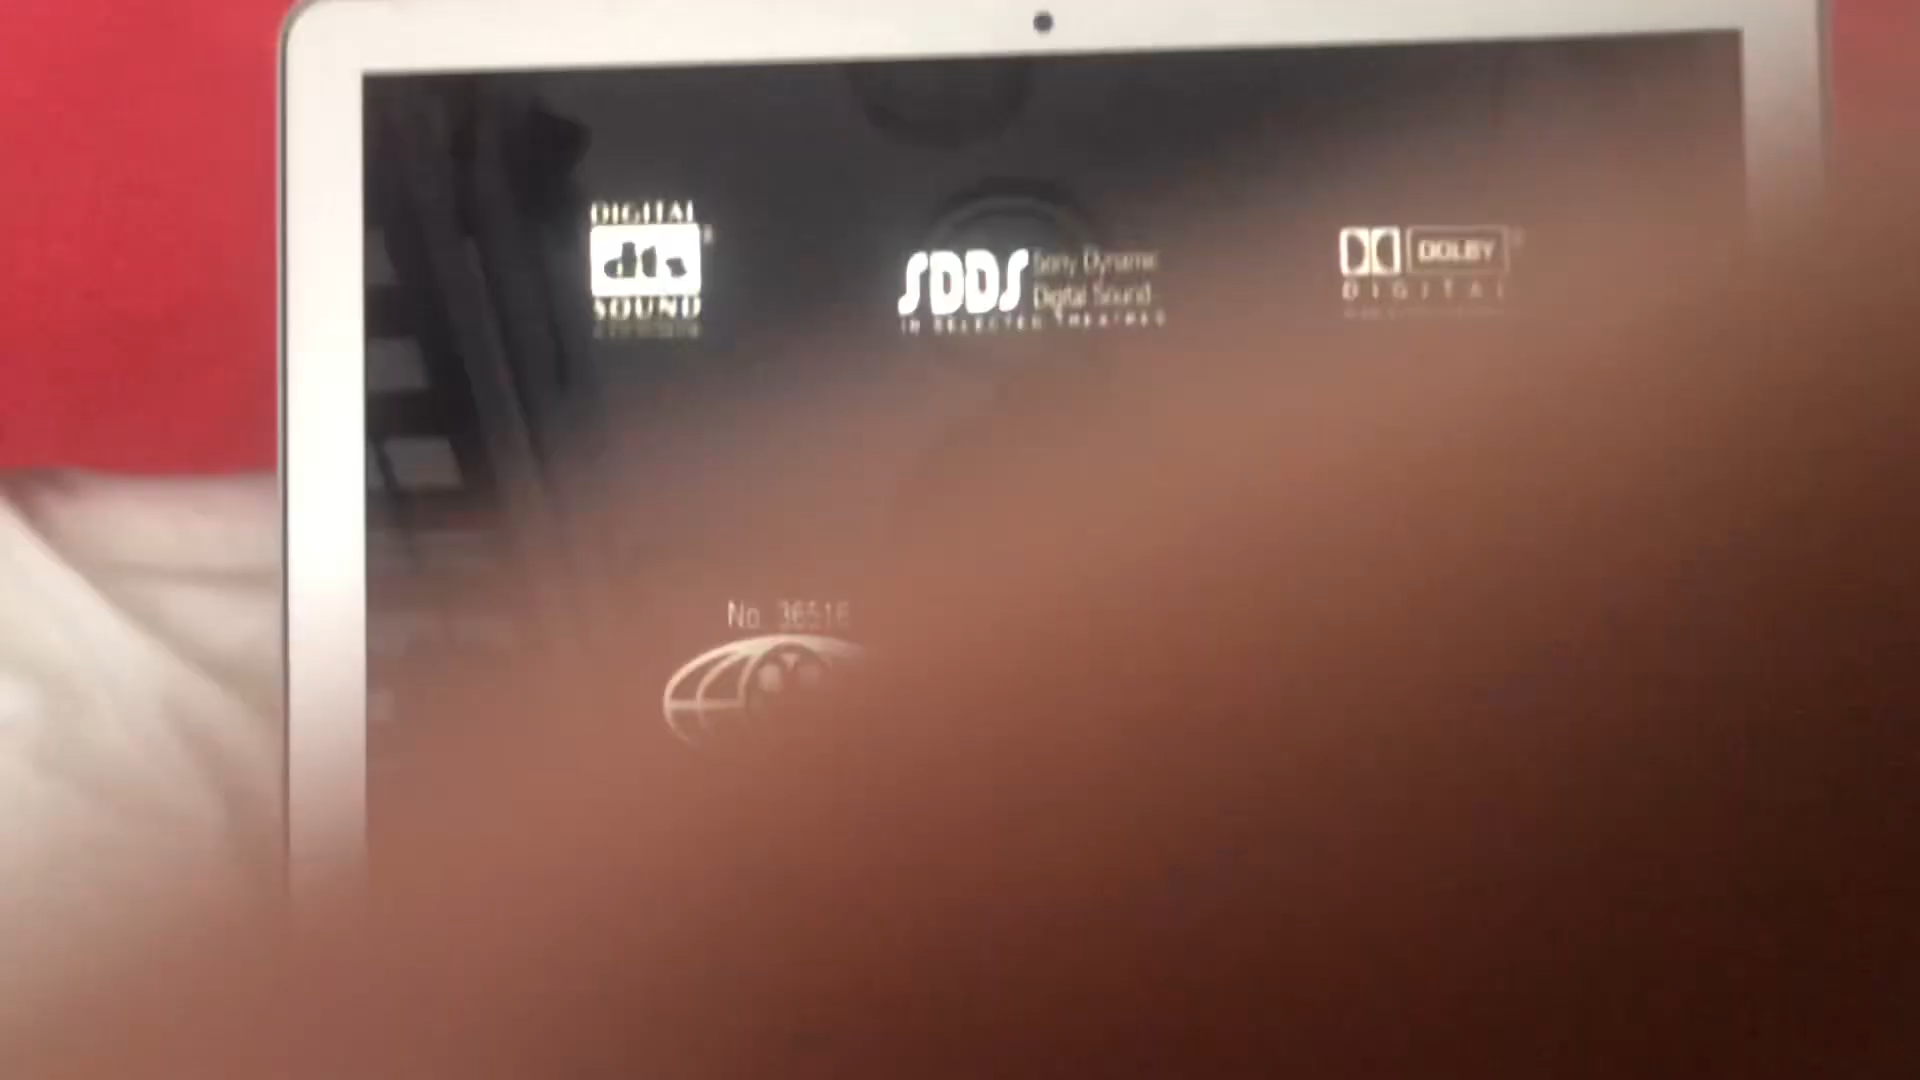 DIGITAL
dts
SOUND
SDDS Sony Dynamic
Digital Sound
IN SELECTED THEATRES
DOLBY
DIGITAL
No. 36516